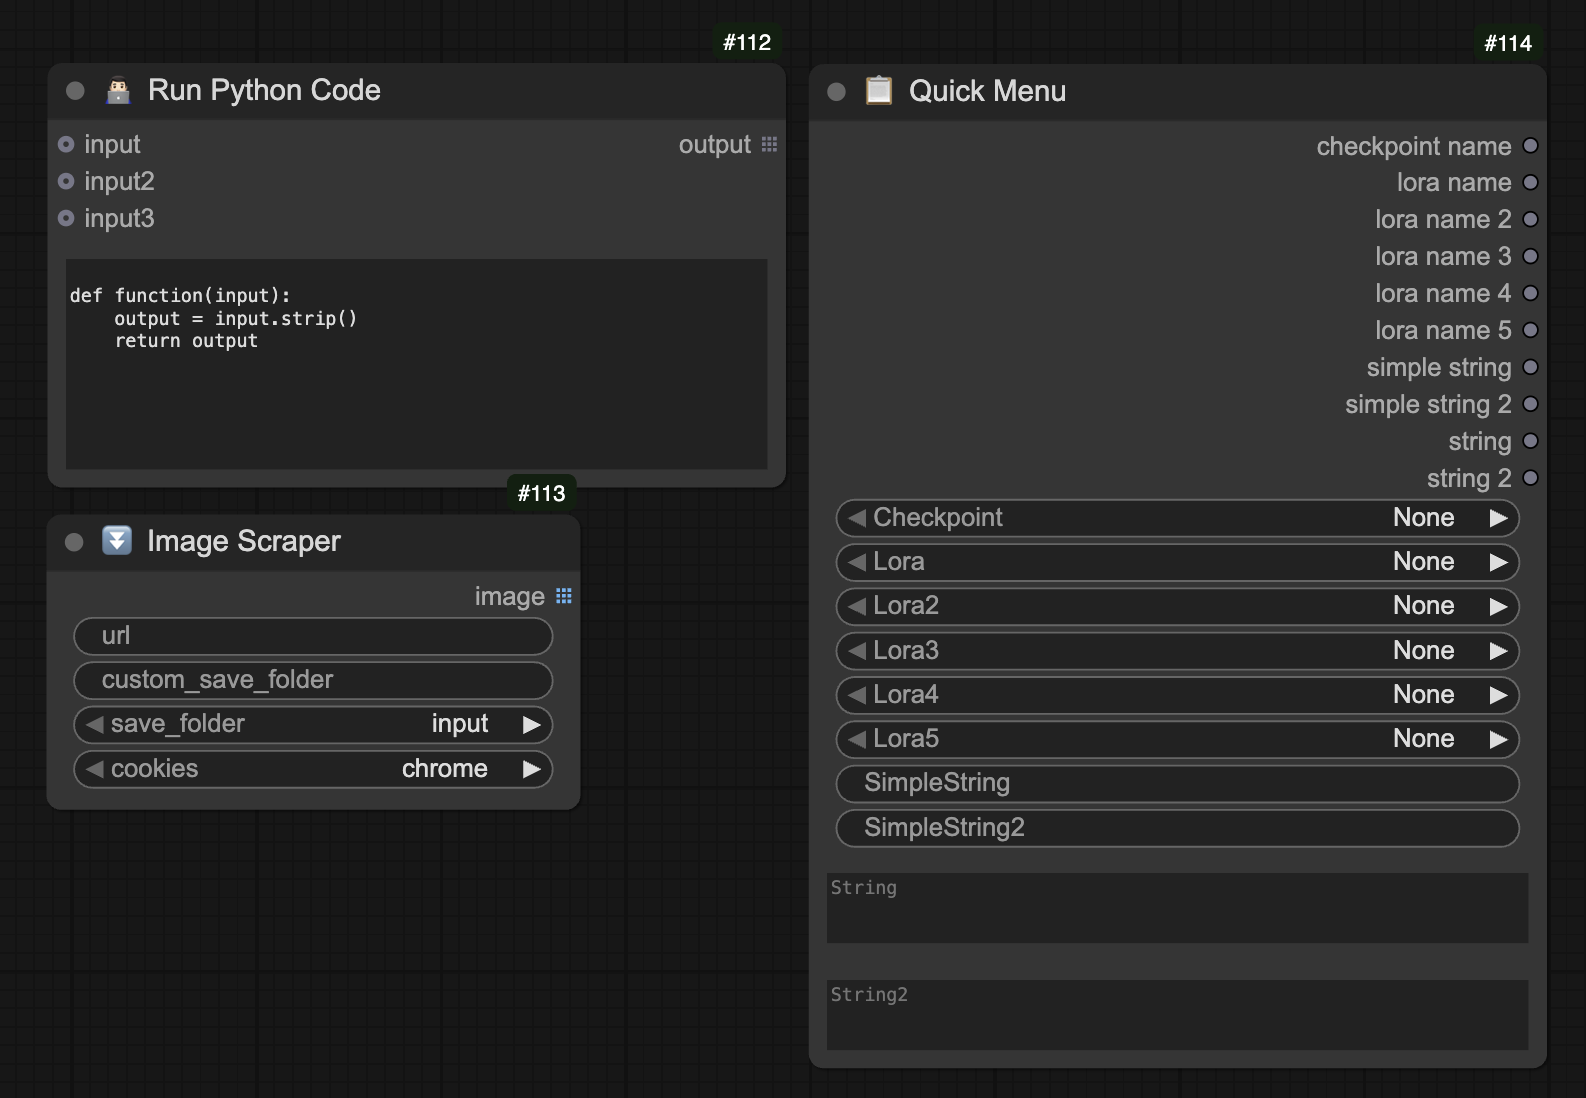 #112
Run Python Code
input
output
input2
input3
def function(input):
    output = input.strip()
    return output
#113
Image Scraper
image
url
custom_save_folder
save_folder input
cookies chrome
#114
Quick Menu
checkpoint name
lora name
lora name 2
lora name 3
lora name 4
lora name 5
simple string
simple string 2
string
string 2
Checkpoint None
Lora None
Lora2 None
Lora3 None
Lora4 None
Lora5 None
SimpleString
SimpleString2
String
String2